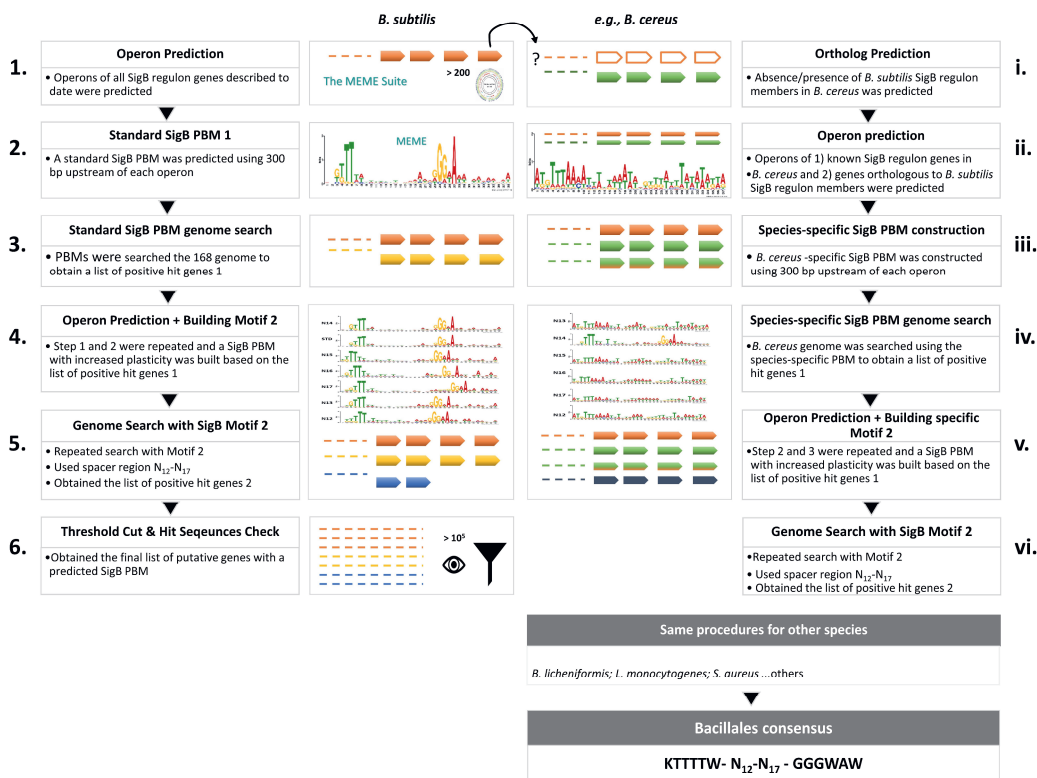 B. subtilis
e.g., B. cereus
1.
Operon Prediction
• Operons of all SigB regulon genes described to
date were predicted
The MEME Suite
> 200
?
Ortholog Prediction
• Absence/presence of B. subtilis SigB regulon
members in B. cereus was predicted
i.
2.
Standard SigB PBM 1
• A standard SigB PBM was predicted using 300
bp upstream of each operon
MEME
Operon prediction
• Operons of 1) known SigB regulon genes in
• B. cereus and 2) genes orthologous to B. subtilis
SigB regulon members were predicted
ii.
3.
Standard SigB PBM genome search
• PBMs were searched the 168 genome to
obtain a list of positive hit genes 1
Species-specific SigB PBM construction
• B. cereus -specific SigB PBM was constructed
using 300 bp upstream of each operon
iii.
4.
Operon Prediction + Building Motif 2
• Step 1 and 2 were repeated and a SigB PBM
with increased plasticity was built based on the
list of positive hit genes 1
N14
STD
N15
N16
N17
N13
N12
N13
N14
N15
N16
N17
N12
Species-specific SigB PBM genome search
• B. cereus genome was searched using the
species-specific PBM to obtain a list of positive
hit genes 1
iv.
5.
Genome Search with SigB Motif 2
• Repeated search with Motif 2
• Used spacer region N12-N17
• Obtained the list of positive hit genes 2
Operon Prediction + Building specific
Motif 2
• Step 2 and 3 were repeated and a SigB PBM
with increased plasticity was built based on the
list of positive hit genes 1
v.
6.
Threshold Cut & Hit Seqeunces Check
• Obtained the final list of putative genes with a
predicted SigB PBM
> 10⁵
Genome Search with SigB Motif 2
• Repeated search with Motif 2
• Used spacer region N12-N17
• Obtained the list of positive hit genes 2
vi.
Same procedures for other species
B. licheniformis; L. monocytogenes; S. aureus ...others
Bacillales consensus
KTTTTW- N12-N17 - GGGWAW